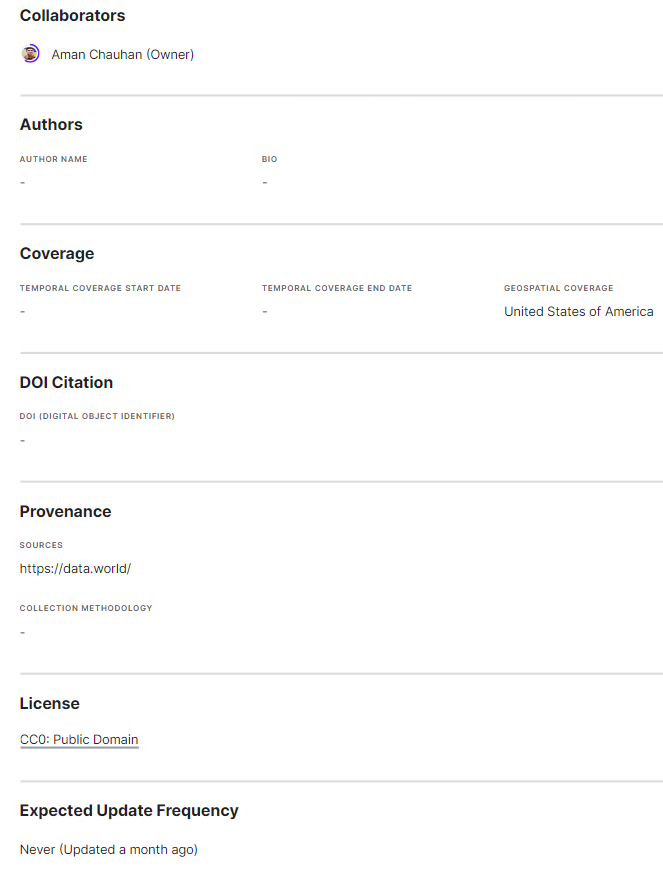 Collaborators
Aman Chauhan (Owner)
Authors
AUTHOR NAME BIO
- -
Coverage
TEMPORAL COVERAGE START DATE TEMPORAL COVERAGE END DATE GEOSPATIAL COVERAGE
- - United States of America
DOI Citation
DOI (DIGITAL OBJECT IDENTIFIER)
-
Provenance
SOURCES
https://data.world/
COLLECTION METHODOLOGY
-
License
CC0: Public Domain
Expected Update Frequency
Never (Updated a month ago)